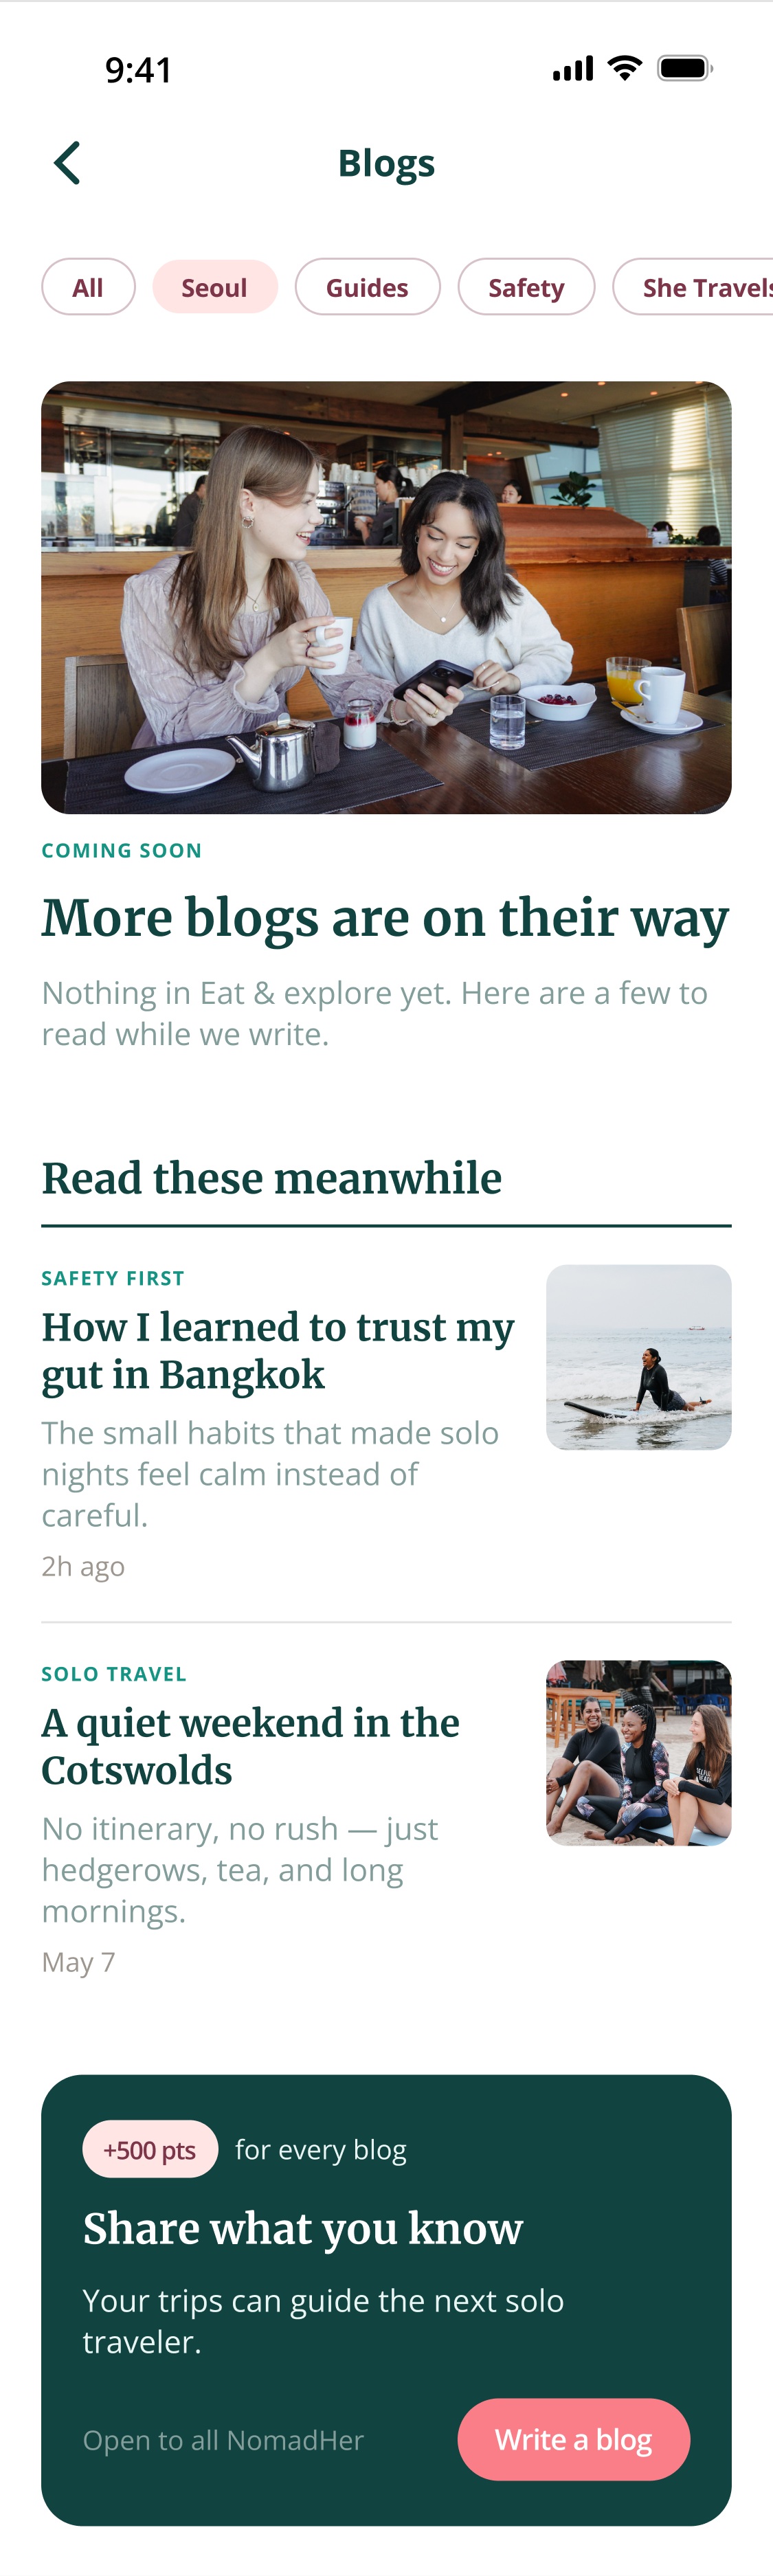 9:41
Blogs
All
Seoul
Guides
Safety
She Travels
COMING SOON
More blogs are on their way
Nothing in Eat & explore yet. Here are a few to
read while we write.
Read these meanwhile
SAFETY FIRST
How I learned to trust my
gut in Bangkok
The small habits that made solo
nights feel calm instead of
careful.
2h ago
SOLO TRAVEL
A quiet weekend in the
Cotswolds
No itinerary, no rush — just
hedgerows, tea, and long
mornings.
May 7
+500 pts for every blog
Share what you know
Your trips can guide the next solo
traveler.
Open to all NomadHer
Write a blog